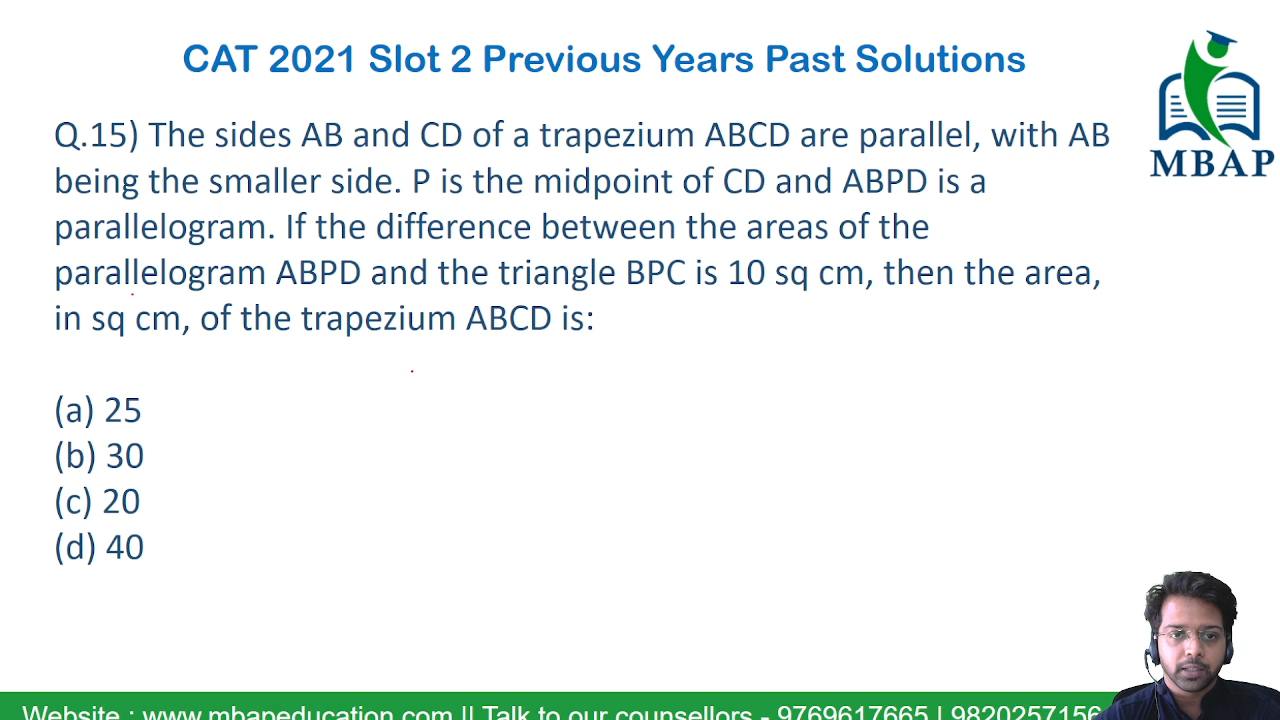 CAT 2021 Slot 2 Previous Years Past Solutions
MBAP
Q.15) The sides AB and CD of a trapezium ABCD are parallel, with AB
being the smaller side. P is the midpoint of CD and ABPD is a
parallelogram. If the difference between the areas of the
parallelogram ABPD and the triangle BPC is 10 sq cm, then the area,
in sq cm, of the trapezium ABCD is:
(a) 25
(b) 30
(c) 20
(d) 40
Website : www.mbapeducation.com || Talk to our counsellors - 9769617665 | 9820257156